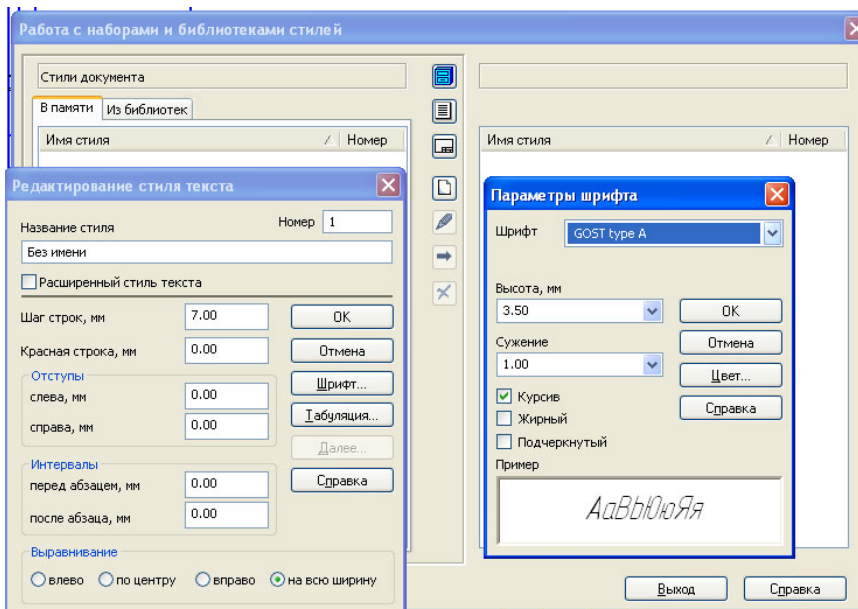 Работа с наборами и библиотеками стилей
Стили документа
В памяти Из библиотек
Имя стиля Номер
Имя стиля Номер
Редактирование стиля текста
Название стиля Номер 1
Без имени
Расширенный стиль текста
Шаг строк, мм 7.00 OK
Красная строка, мм 0.00 Отмена
Отступы Шрифт...
слева, мм 0.00 Табуляция...
справа, мм 0.00
Далее...
Интервалы
перед абзацем, мм 0.00 Справка
после абзаца, мм 0.00
Выравнивание
влево по центру вправо на всю ширину
Параметры шрифта
Шрифт GOST type A
Высота, мм
3.50 OK
Сужение Отмена
1.00 Цвет...
Курсив Справка
Жирный
Подчеркнутый
Пример
АаВbЮюЯя
Выход Справка